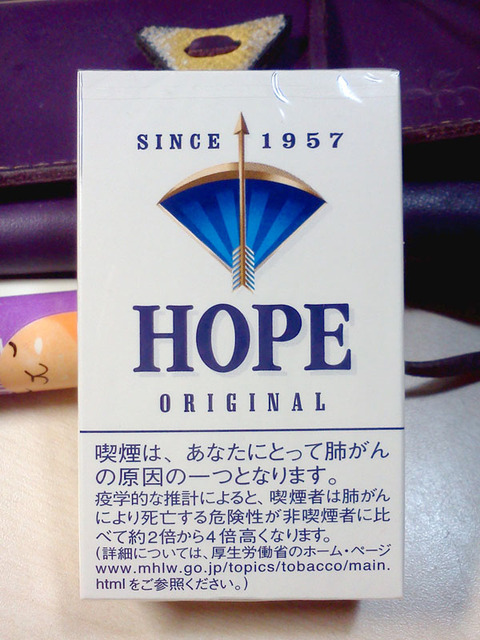 SINCE 1957
HOPE
ORIGINAL
喫煙は、あなたにとって肺がん
の原因の一つとなります。
疫学的な推計によると、喫煙者は肺がん
により死亡する危険性が非喫煙者に比
べて約2倍から4倍高くなります。
(詳細については、厚生労働省のホーム・ページ
www.mhlw.go.jp/topics/tobacco/main.
htmlをご参照ください。)